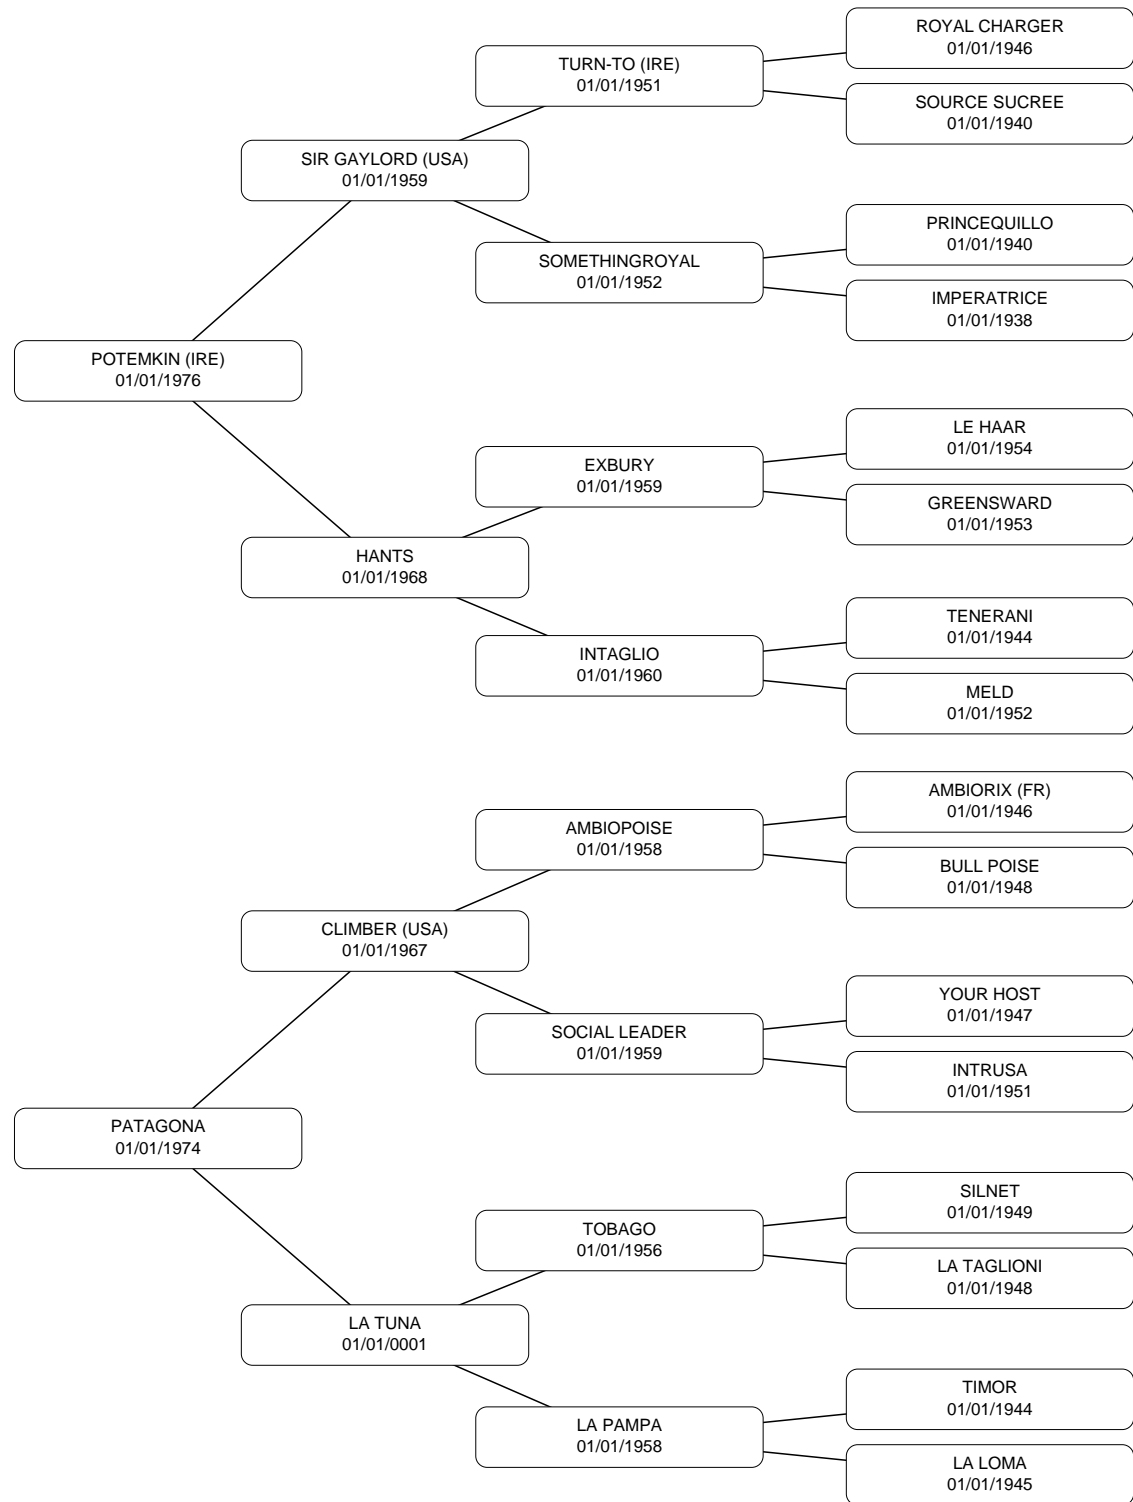 ROYAL CHARGER
01/01/1946
TURN-TO (IRE)
01/01/1951
SOURCE SUCREE
01/01/1940
SIR GAYLORD (USA)
01/01/1959
PRINCEQUILLO
01/01/1940
SOMETHINGROYAL
01/01/1952
IMPERATRICE
01/01/1938
POTEMKIN (IRE)
01/01/1976
LE HAAR
01/01/1954
EXBURY
01/01/1959
GREENSWARD
01/01/1953
HANTS
01/01/1968
TENERANI
01/01/1944
INTAGLIO
01/01/1960
MELD
01/01/1952
AMBIORIX (FR)
01/01/1946
AMBIOPOISE
01/01/1958
BULL POISE
01/01/1948
CLIMBER (USA)
01/01/1967
YOUR HOST
01/01/1947
SOCIAL LEADER
01/01/1959
INTRUSA
01/01/1951
PATAGONA
01/01/1974
SILNET
01/01/1949
TOBAGO
01/01/1956
LA TAGLIONI
01/01/1948
LA TUNA
01/01/0001
TIMOR
01/01/1944
LA PAMPA
01/01/1958
LA LOMA
01/01/1945